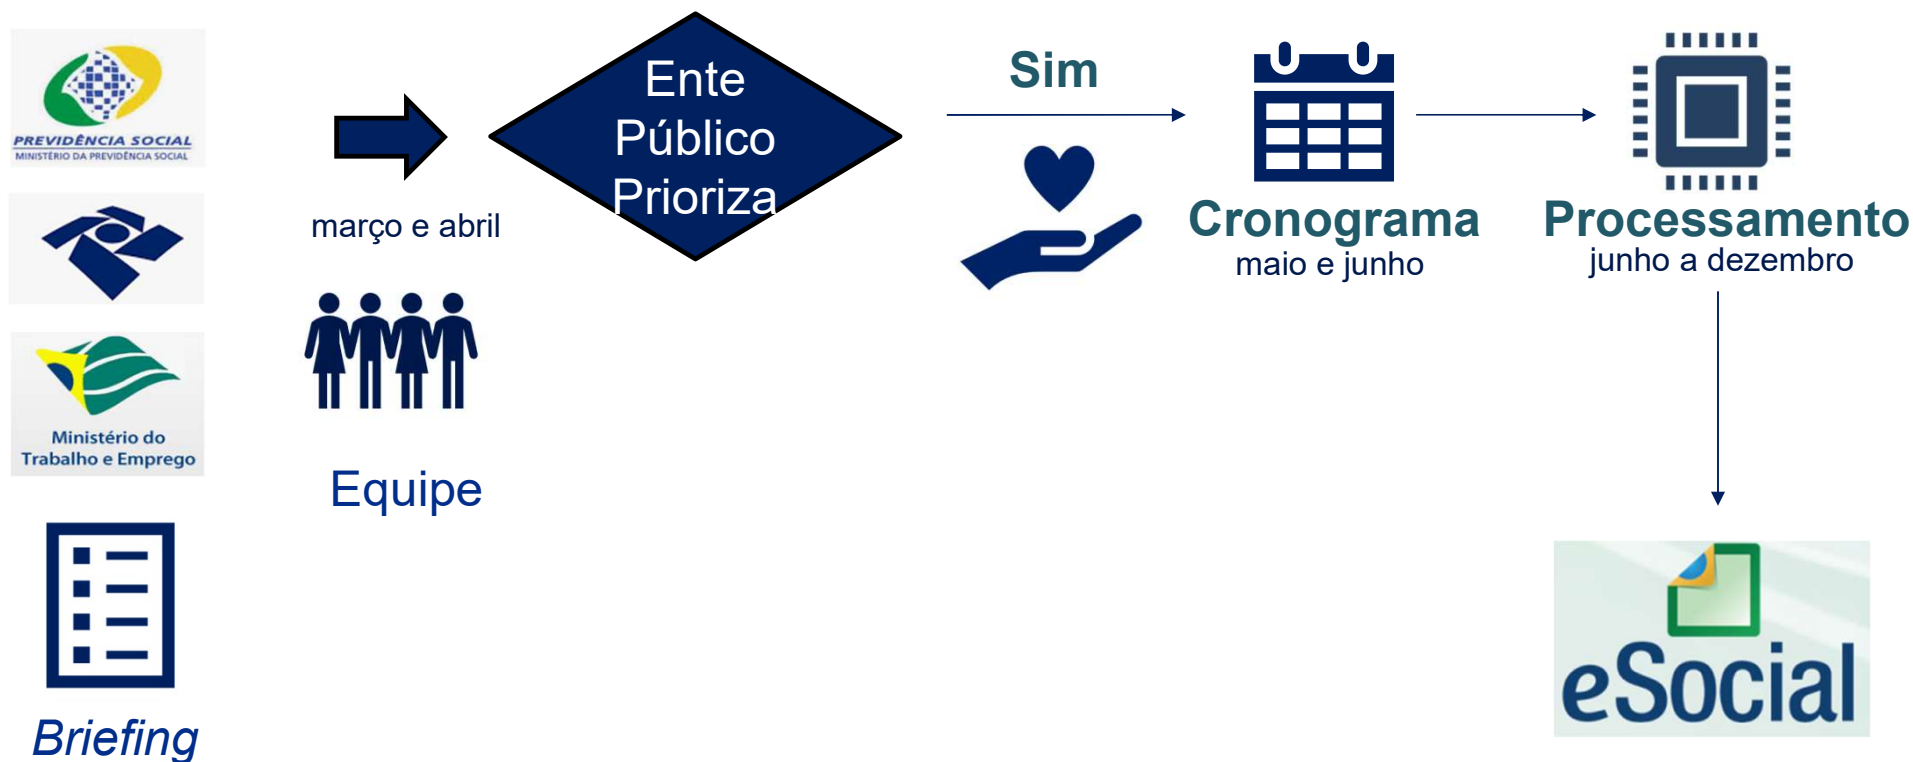 PREVIDÊNCIA SOCIAL
MINISTÉRIO DA PREVIDÊNCIA SOCIAL
Ministério do
Trabalho e Emprego
Briefing
março e abril
Equipe
Ente
Público
Prioriza
Sim
Cronograma
maio e junho
Processamento
junho a dezembro
eSocial